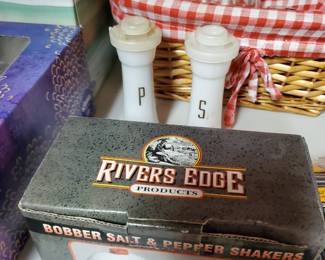 P S
RIVERS EDGE
PRODUCTS
BOBBER SALT & PEPPER SHAKERS